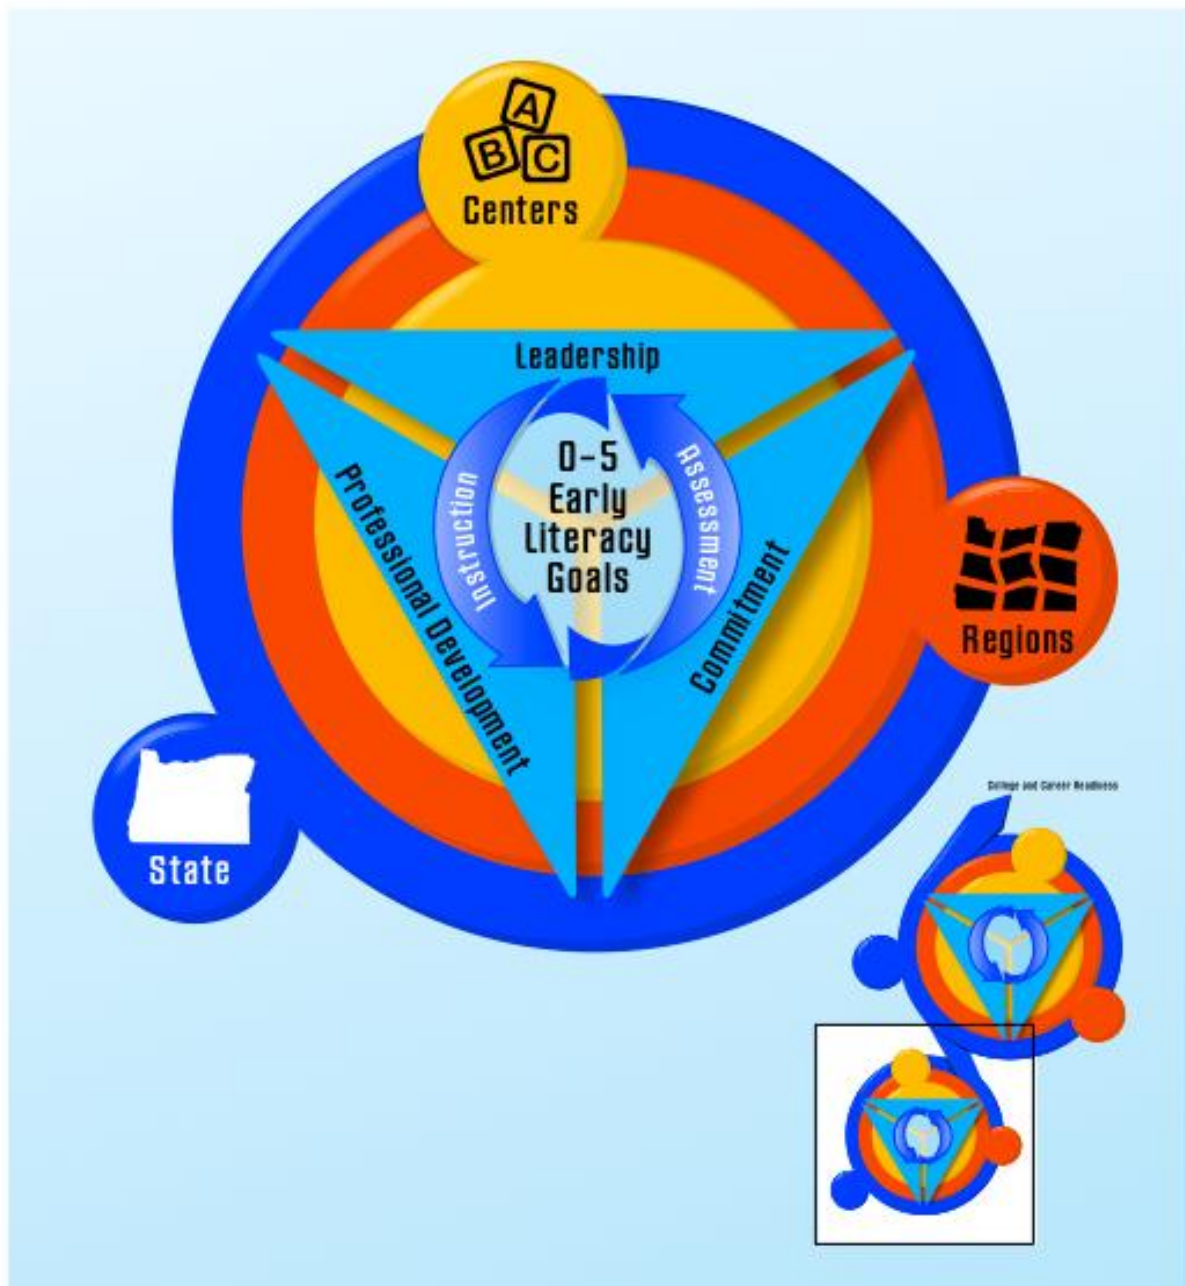 A
B C
Centers
Leadership
0-5
Early
Literacy
Goals
Instruction
Assessment
Professional Development
Commitment
Regions
State
College and Career Readiness